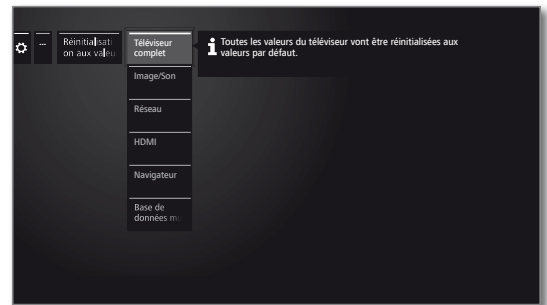 ...
Réinitialisati
on aux valeu
Téléviseur
complet
Toutes les valeurs du téléviseur vont être réinitialisées aux
valeurs par défaut.
Image/Son
Réseau
HDMI
Navigateur
Base de
données